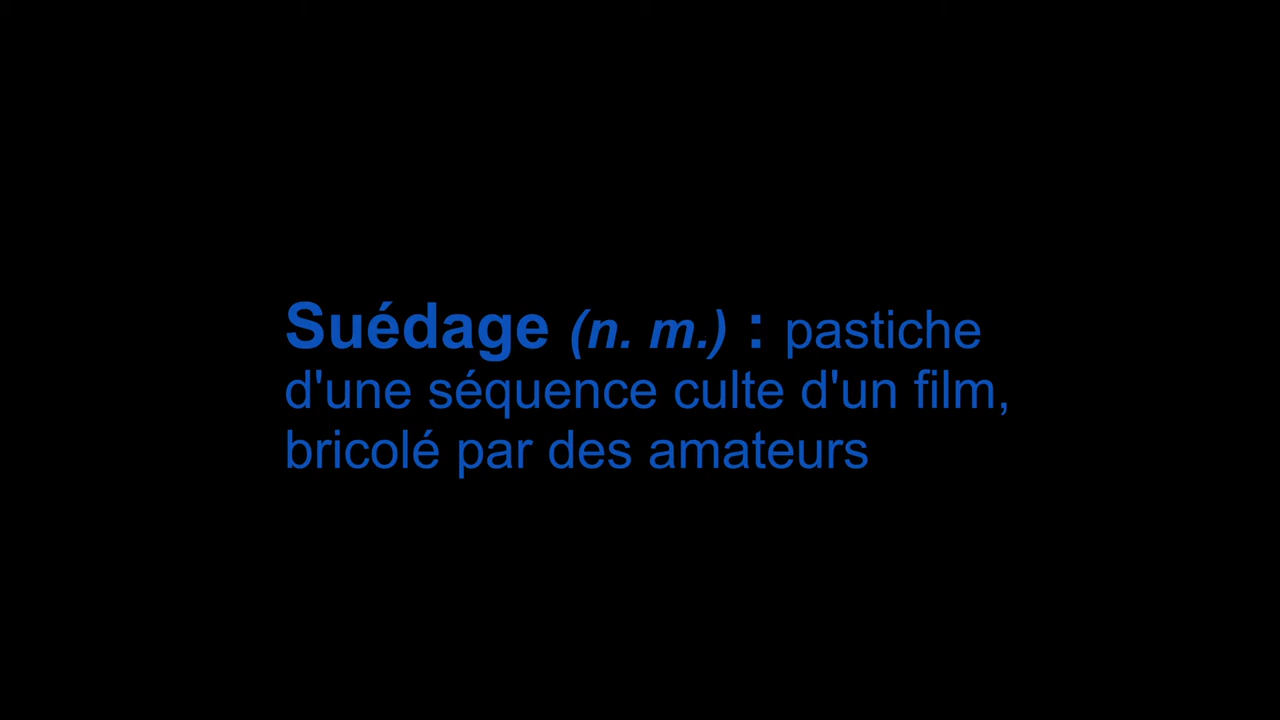 Suédage (n. m.) : pastiche
d'une séquence culte d'un film,
bricolé par des amateurs